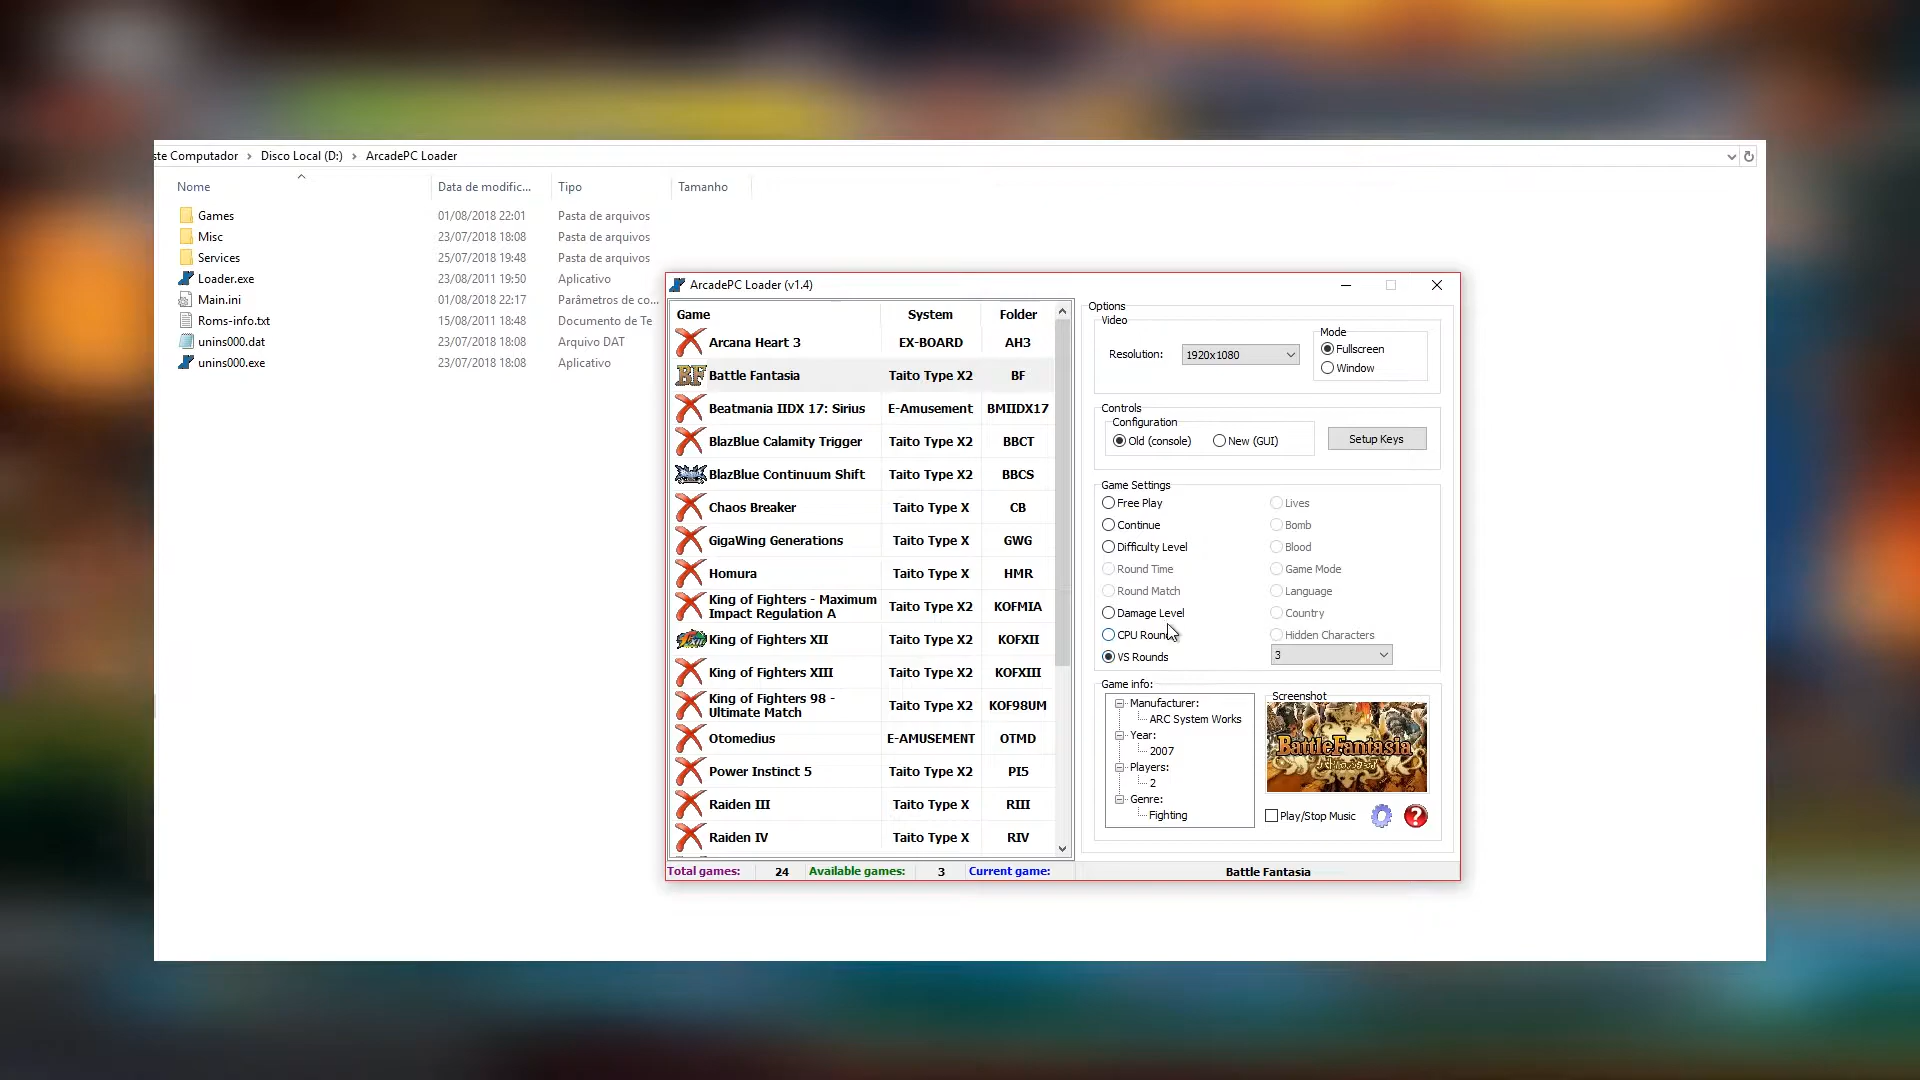 ste Computador > Disco Local (D:) > ArcadePC Loader
Nome Data de modific... Tipo Tamanho
Games 01/08/2018 22:01 Pasta de arquivos
Misc 23/07/2018 18:08 Pasta de arquivos
Services 25/07/2018 19:48 Pasta de arquivos
Loader.exe 23/08/2011 19:50 Aplicativo
Main.ini 01/08/2018 22:17 Parâmetros de co...
Roms-info.txt 15/08/2011 18:48 Documento de Te
unins000.dat 23/07/2018 18:08 Arquivo DAT
unins000.exe 23/07/2018 18:08 Aplicativo
ArcadePC Loader (v1.4)
Game System Folder
Arcana Heart 3 EX-BOARD AH3
BF Battle Fantasia Taito Type X2 BF
Beatmania IIDX 17: Sirius E-Amusement BMIIDX17
BlazBlue Calamity Trigger Taito Type X2 BBCT
BlazBlue Continuum Shift Taito Type X2 BBCS
Chaos Breaker Taito Type X CB
GigaWing Generations Taito Type X GWG
Homura Taito Type X HMR
King of Fighters - Maximum
Impact Regulation A Taito Type X2 KOFMIA
King of Fighters XII Taito Type X2 KOFXII
King of Fighters XIII Taito Type X2 KOFXIII
King of Fighters 98 -
Ultimate Match Taito Type X2 KOF98UM
Otomedius E-AMUSEMENT OTMD
Power Instinct 5 Taito Type X2 PI5
Raiden III Taito Type X RIII
Raiden IV Taito Type X RIV
Total games: 24 Available games: 3 Current game: Battle Fantasia
Options
Video
Resolution: 1920x1080
Mode
Fullscreen
Window
Controls
Configuration
Old (console) New (GUI) Setup Keys
Game Settings
Free Play Lives
Continue Bomb
Difficulty Level Blood
Round Time Game Mode
Round Match Language
Damage Level Country
CPU Rounds Hidden Characters
VS Rounds 3
Game info:
Manufacturer:
ARC System Works
Year:
2007
Players:
2
Genre:
Fighting
Screenshot
BattleFantasia
Play/Stop Music ?